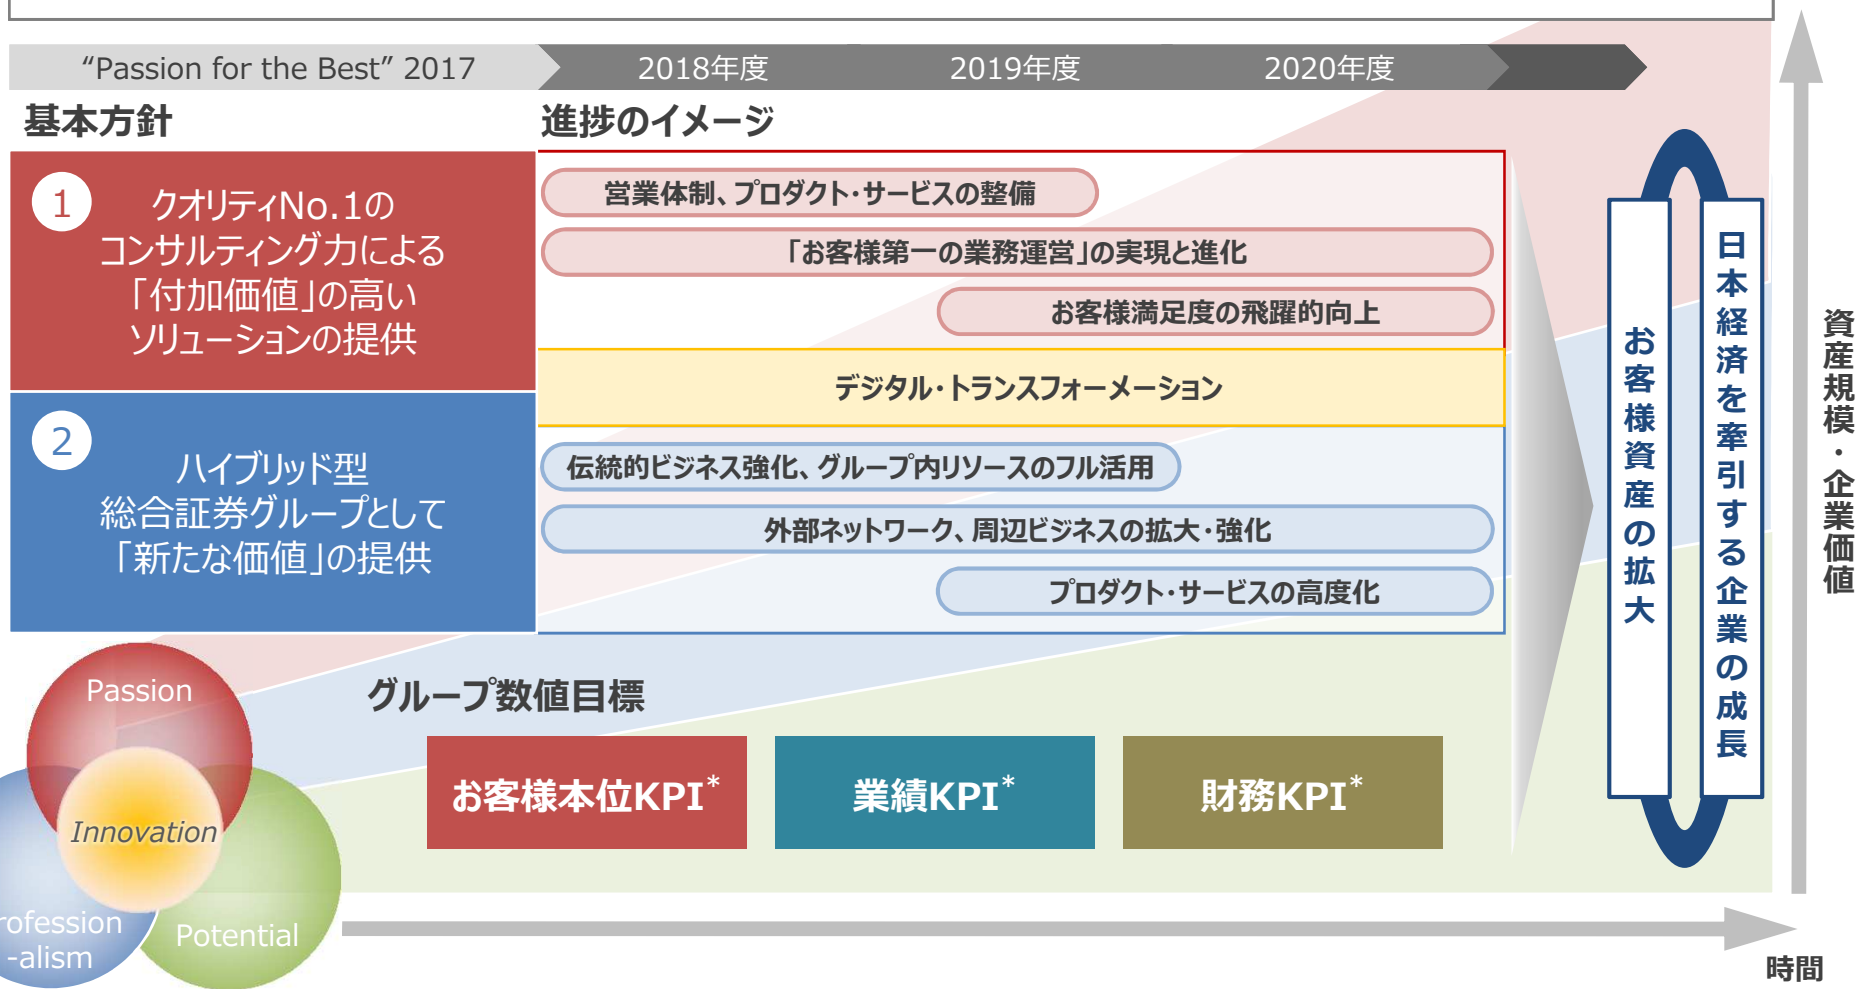 “Passion for the Best” 2017
2018年度
2019年度
2020年度
基本方針
進捗のイメージ
1
クオリティNo.1の
コンサルティング力による
「付加価値」の高い
ソリューションの提供
営業体制、プロダクト・サービスの整備
「お客様第一の業務運営」の実現と進化
お客様満足度の飛躍的向上
デジタル・トランスフォーメーション
2
ハイブリッド型
総合証券グループとして
「新たな価値」の提供
伝統的ビジネス強化、グループ内リソースのフル活用
外部ネットワーク、周辺ビジネスの拡大・強化
プロダクト・サービスの高度化
お客様資産の拡大
日本経済を牽引する企業の成長
資産規模・企業価値
グループ数値目標
お客様本位KPI*
業績KPI*
財務KPI*
Passion
Innovation
rofession
-alism
Potential
時間